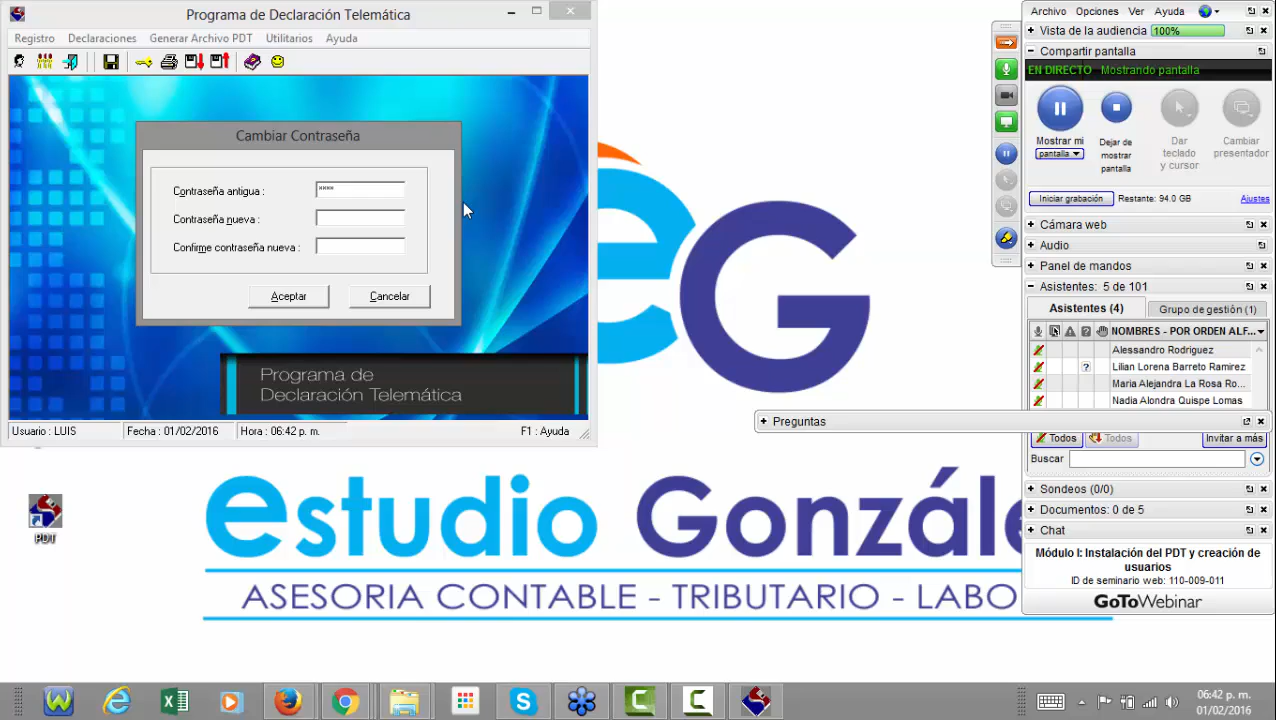 Programa de Declaración Telemática
Registro Declaraciones Generar Archivo PDT Utilitarios Ayuda
Cambiar Contraseña
Contraseña antigua : ****
Contraseña nueva :
Confirme contraseña nueva :
Aceptar Cancelar
Programa de
Declaración Telemática
Usuario : LUIS Fecha : 01/02/2016 Hora : 06:42 p. m. F1 : Ayuda
PDT
eG
estudio Gonzále
ASESORIA CONTABLE - TRIBUTARIO - LABO
Archivo Opciones Ver Ayuda
Vista de la audiencia 100%
Compartir pantalla
EN DIRECTO Mostrando pantalla
Mostrar mi
pantalla
Dejar de
mostrar
pantalla
Dar
teclado
y cursor
Cambiar
presentador
Iniciar grabación Restante: 94.0 GB Ajustes
Cámara web
Audio
Panel de mandos
Asistentes: 5 de 101
Asistentes (4) Grupo de gestión (1)
NOMBRES - POR ORDEN ALF...
Alessandro Rodriguez
Lilian Lorena Barreto Ramirez
Maria Alejandra La Rosa Ro...
Nadia Alondra Quispe Lomas
Preguntas
Todos Todos Invitar a más
Buscar
Sondeos (0/0)
Documentos: 0 de 5
Chat
Módulo I: Instalación del PDT y creación de
usuarios
ID de seminario web: 110-009-011
GoToWebinar
06:42 p. m.
01/02/2016